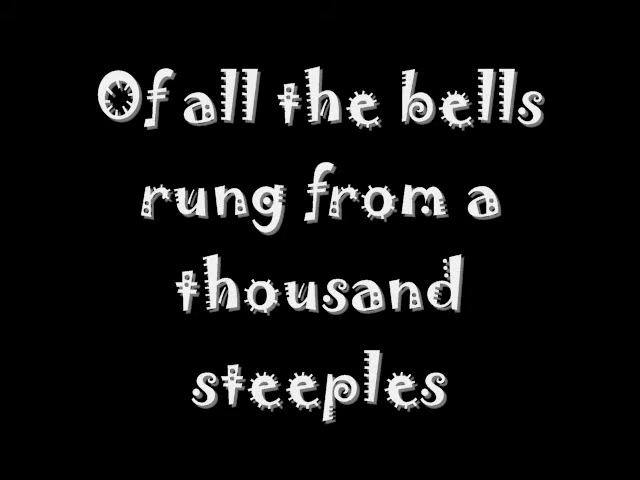 Of all the bells
rung from a
thousand
steeples